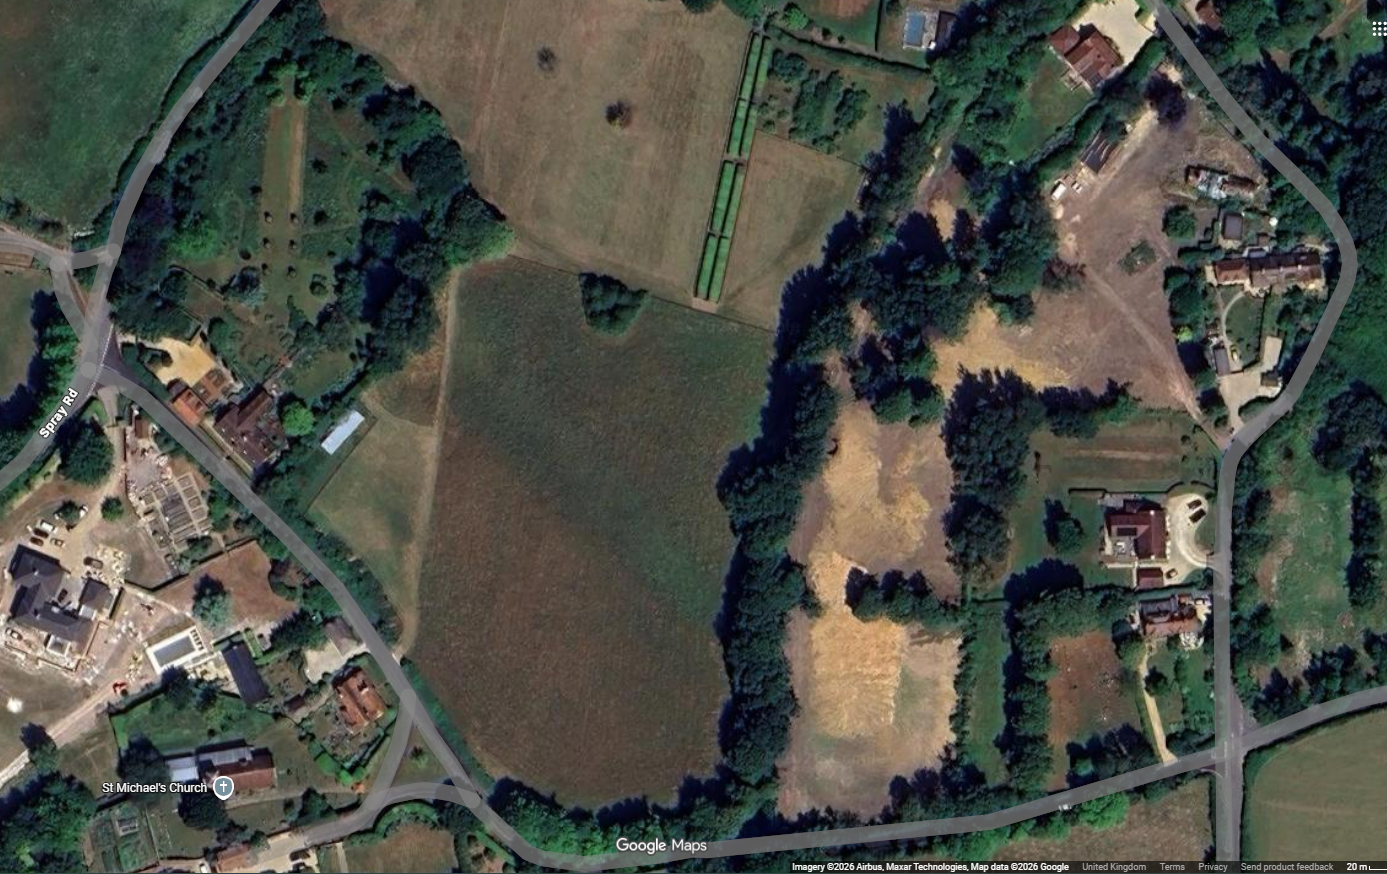 Spray Rd
St Michael's Church
Google Maps
Imagery ©2026 Airbus, Maxar Technologies, Map data ©2026 Google United Kingdom Terms Privacy Send product feedback 20 m